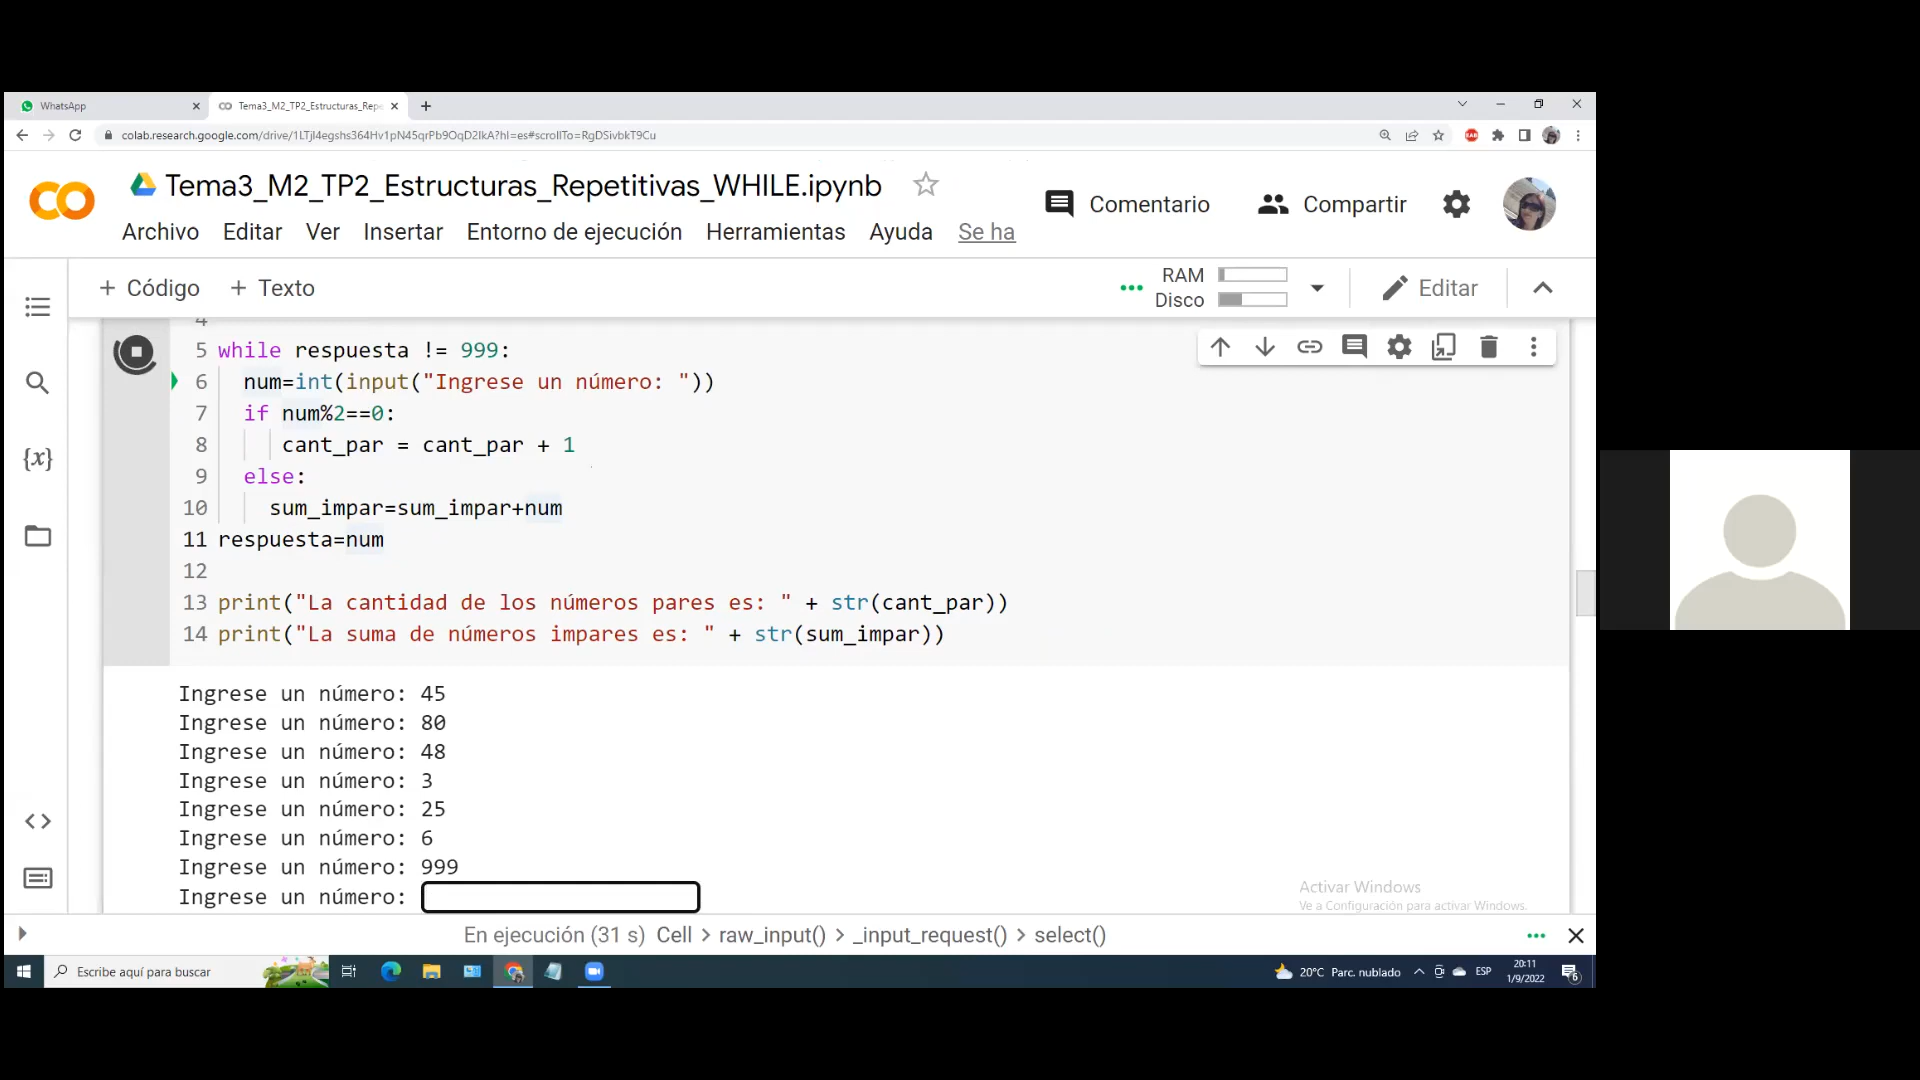 WhatsApp
Tema3_M2_TP2_Estructuras_Repe
colab.research.google.com/drive/1LTjl4egshs364Hv1pN45qrPb9OqD2lkA?hl=es#scrollTo=RgDSivbkT9Cu
Tema3_M2_TP2_Estructuras_Repetitivas_WHILE.ipynb
Comentario
Compartir
Archivo Editar Ver Insertar Entorno de ejecución Herramientas Ayuda Se ha
+ Código + Texto
RAM
Disco
Editar
4
5 while respuesta != 999:
6 num=int(input("Ingrese un número: "))
7 if num%2==0:
8 cant_par = cant_par + 1
9 else:
10 sum_impar=sum_impar+num
11 respuesta=num
12
13 print("La cantidad de los números pares es: " + str(cant_par))
14 print("La suma de números impares es: " + str(sum_impar))
Ingrese un número: 45
Ingrese un número: 80
Ingrese un número: 48
Ingrese un número: 3
Ingrese un número: 25
Ingrese un número: 6
Ingrese un número: 999
Ingrese un número:
Activar Windows
Ve a Configuración para activar Windows.
En ejecución (31 s) Cell > raw_input() > _input_request() > select()
Escribe aquí para buscar
20°C Parc. nublado
ESP
20:11
1/9/2022
6